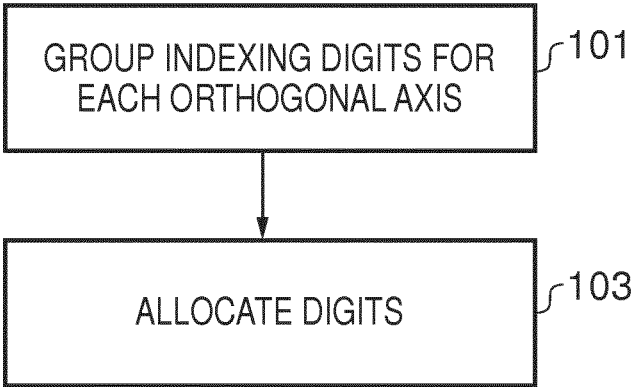 GROUP INDEXING DIGITS FOR
EACH ORTHOGONAL AXIS
101
ALLOCATE DIGITS
103